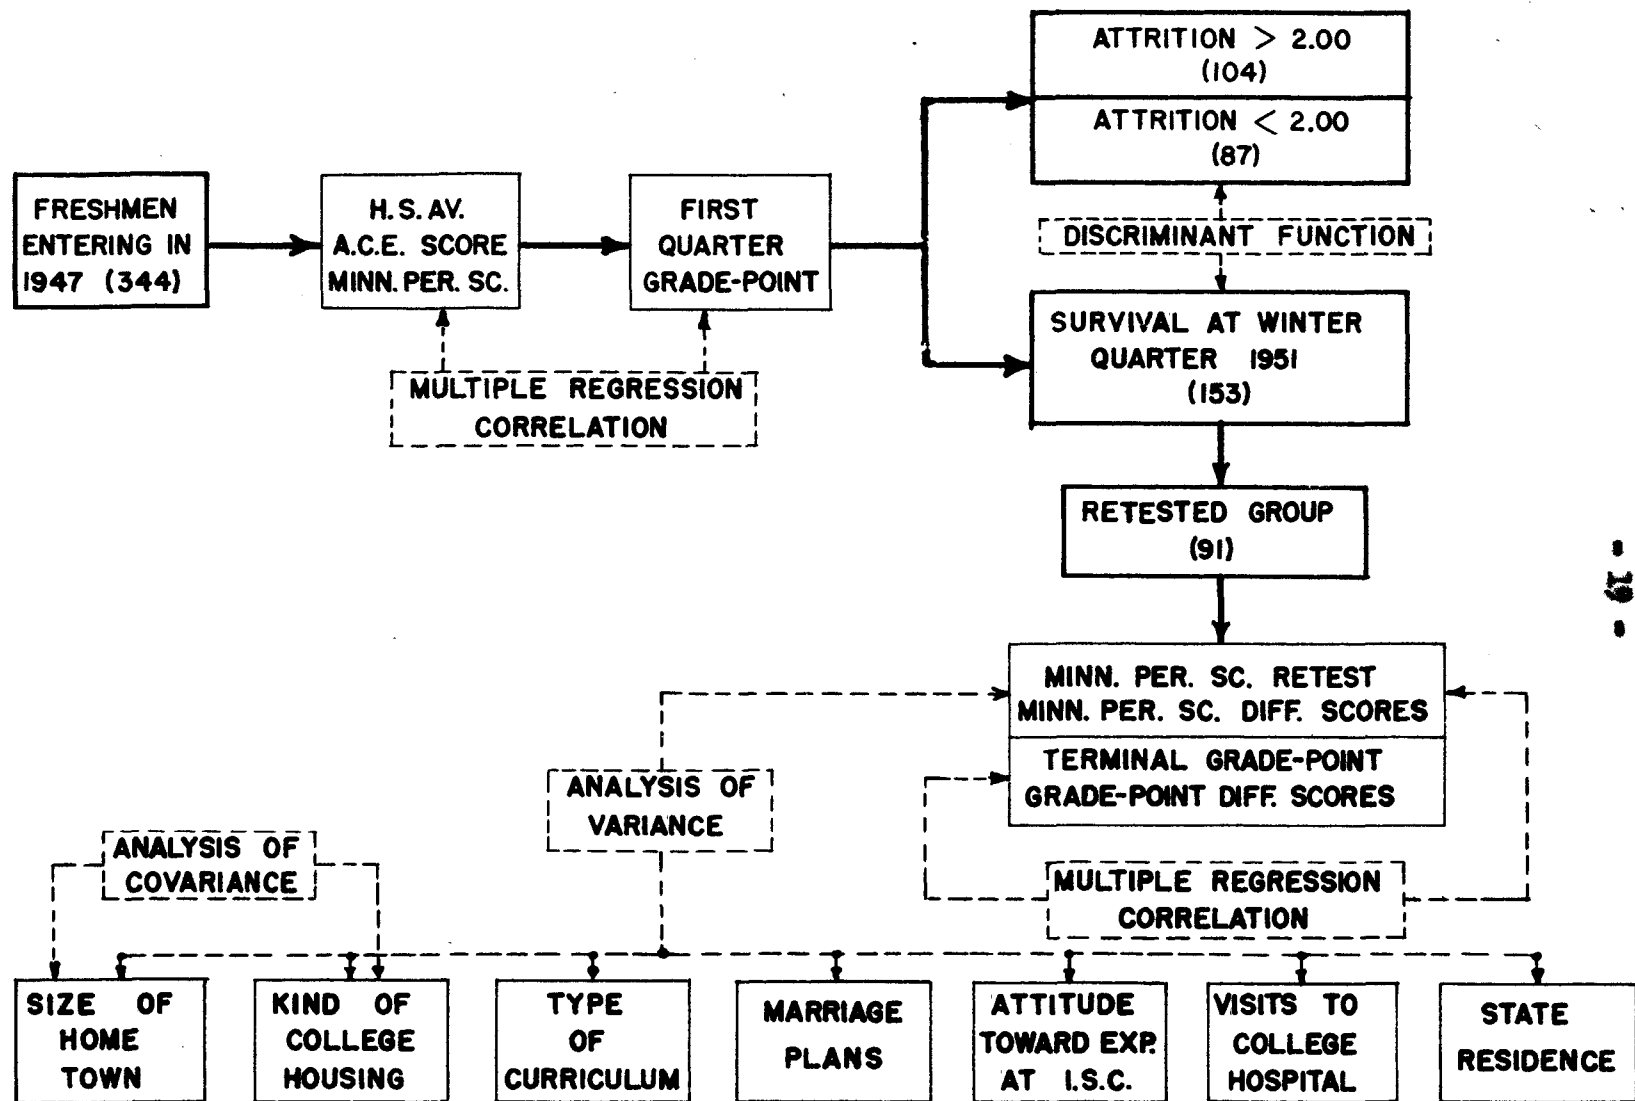 ATTRITION > 2.00
(104)
ATTRITION < 2.00
(87)
FRESHMEN
ENTERING IN
1947 (344)
H.S. AV.
A.C.E. SCORE
MINN. PER. SC.
FIRST
QUARTER
GRADE-POINT
DISCRIMINANT FUNCTION
MULTIPLE REGRESSION
CORRELATION
SURVIVAL AT WINTER
QUARTER 1951
(153)
RETESTED GROUP
(91)
- 19 -
MINN. PER. SC. RETEST
MINN. PER. SC. DIFF. SCORES
TERMINAL GRADE-POINT
GRADE-POINT DIFF. SCORES
ANALYSIS OF
VARIANCE
ANALYSIS OF
COVARIANCE
MULTIPLE REGRESSION
CORRELATION
SIZE OF
HOME
TOWN
KIND OF
COLLEGE
HOUSING
TYPE
OF
CURRICULUM
MARRIAGE
PLANS
ATTITUDE
TOWARD EXP.
AT I.S.C.
VISITS TO
COLLEGE
HOSPITAL
STATE
RESIDENCE